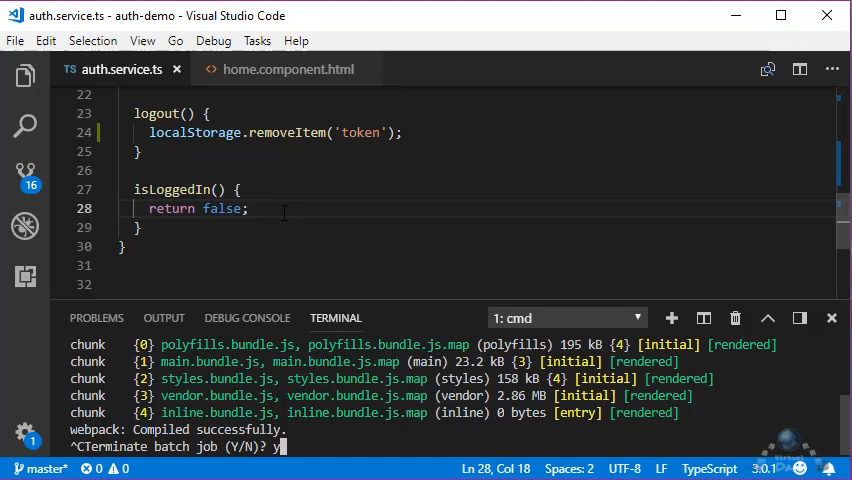 auth.service.ts - auth-demo - Visual Studio Code
File Edit Selection View Go Debug Tasks Help
TS auth.service.ts × <> home.component.html ...
22
23 logout() {
24 localStorage.removeItem('token');
25 }
26
27 isLoggedIn() {
28 return false;
29 }
30 }
31
32
16
PROBLEMS OUTPUT DEBUG CONSOLE TERMINAL 1: cmd
chunk {0} polyfills.bundle.js, polyfills.bundle.js.map (polyfills) 195 kB {4} [initial] [rendered]
chunk {1} main.bundle.js, main.bundle.js.map (main) 23.2 kB {3} [initial] [rendered]
chunk {2} styles.bundle.js, styles.bundle.js.map (styles) 158 kB {4} [initial] [rendered]
chunk {3} vendor.bundle.js, vendor.bundle.js.map (vendor) 2.86 MB [initial] [rendered]
chunk {4} inline.bundle.js, inline.bundle.js.map (inline) 0 bytes [entry] [rendered]
webpack: Compiled successfully.
^CTerminate batch job (Y/N)? y
1
master* 0 0 Ln 28, Col 18 Spaces: 2 UTF-8 LF TypeScript 3.0.1 1